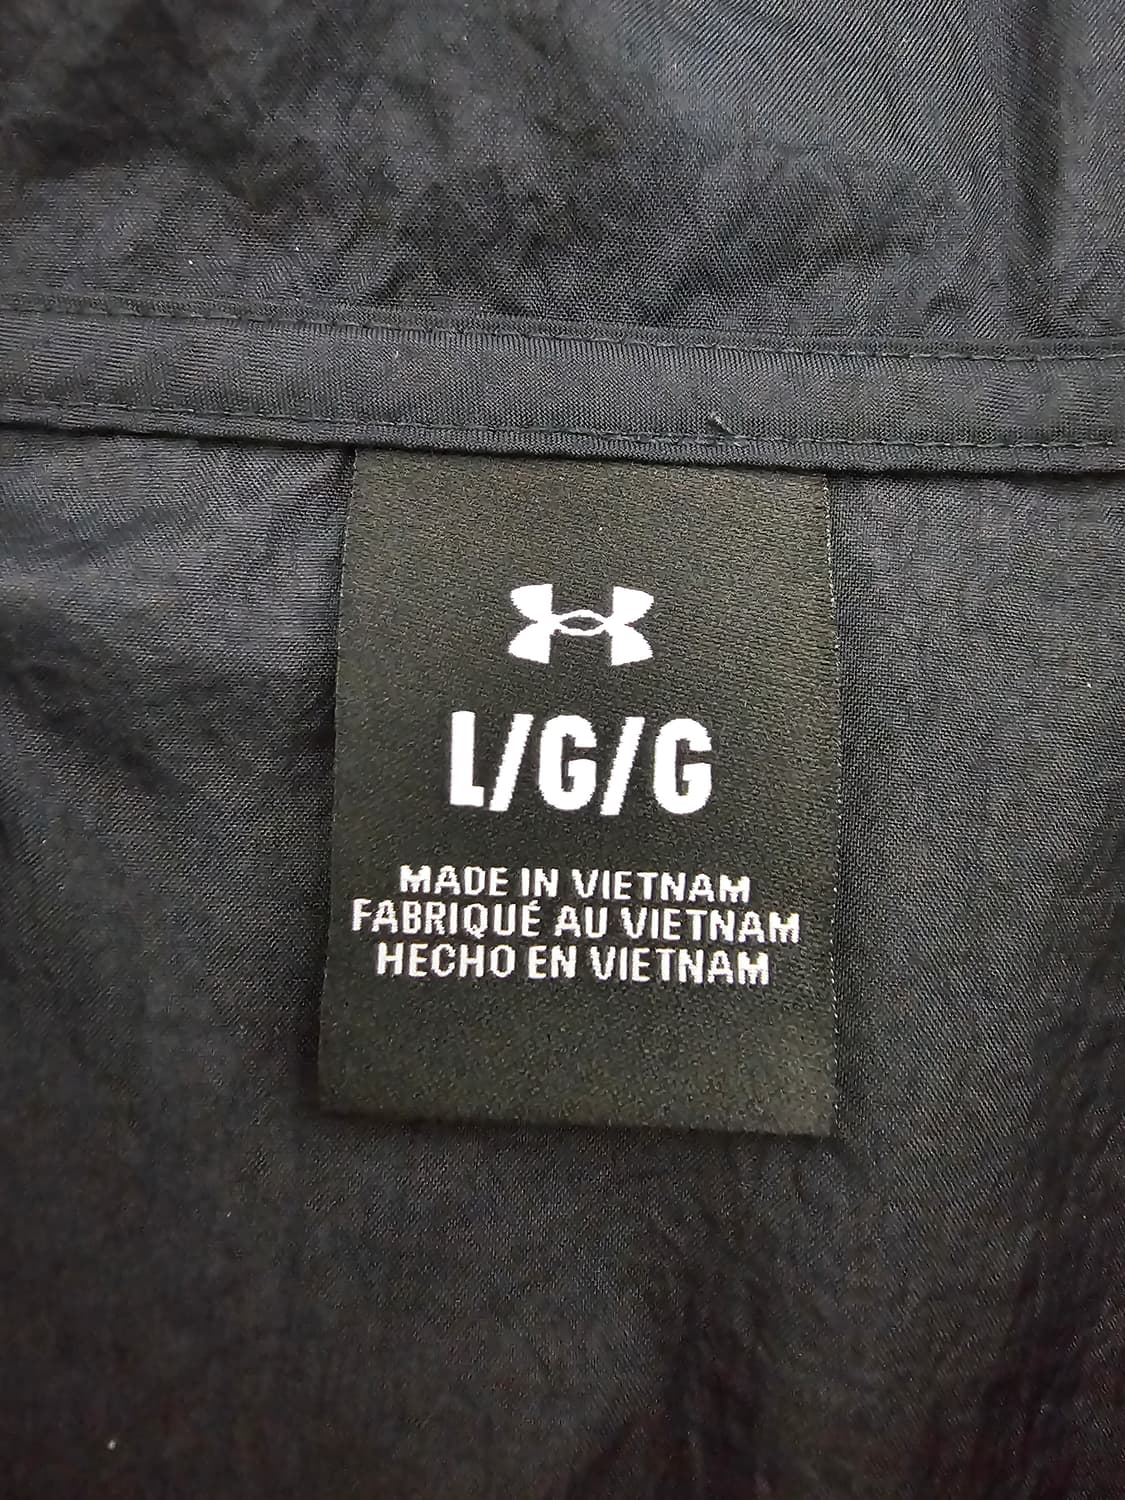 L/G/G
MADE IN VIETNAM
FABRIQUÉ AU VIETNAM
HECHO EN VIETNAM